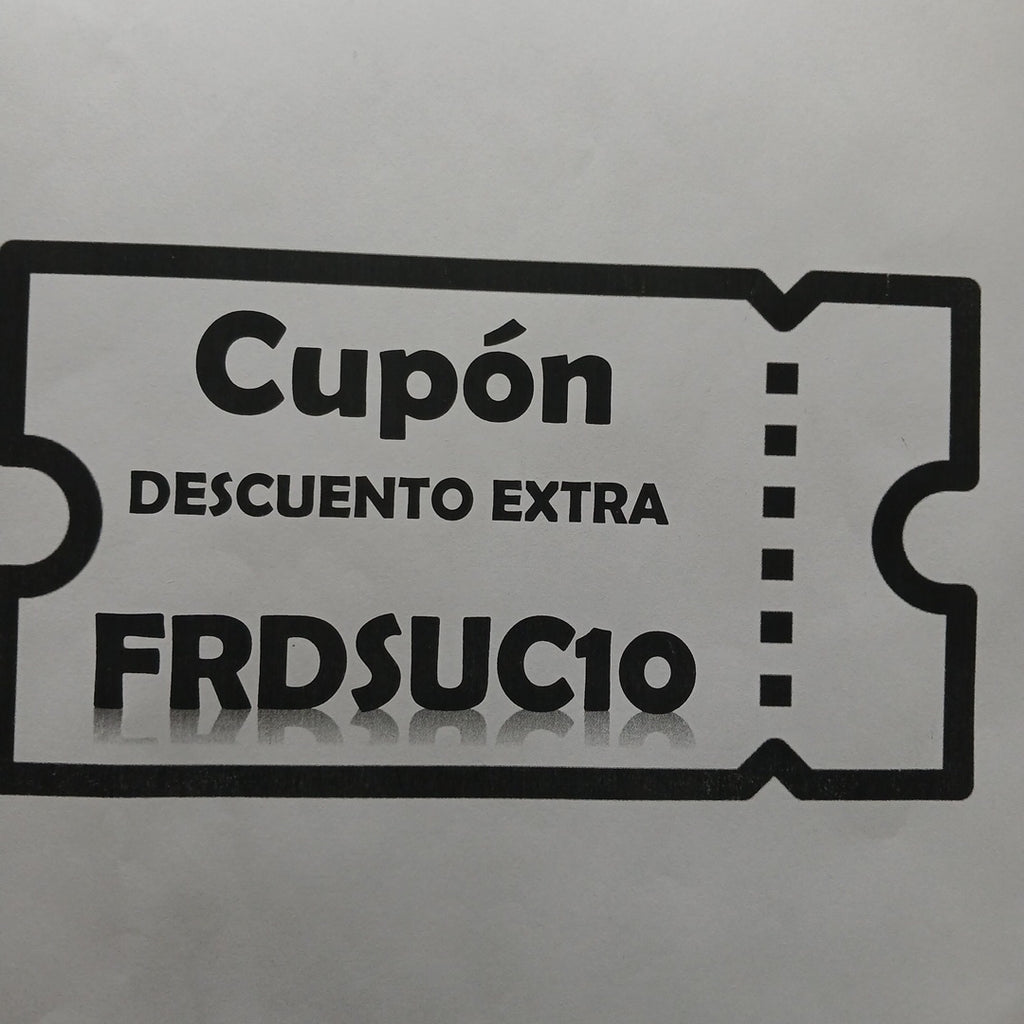 Cupón
DESCUENTO EXTRA
FRDSUC10